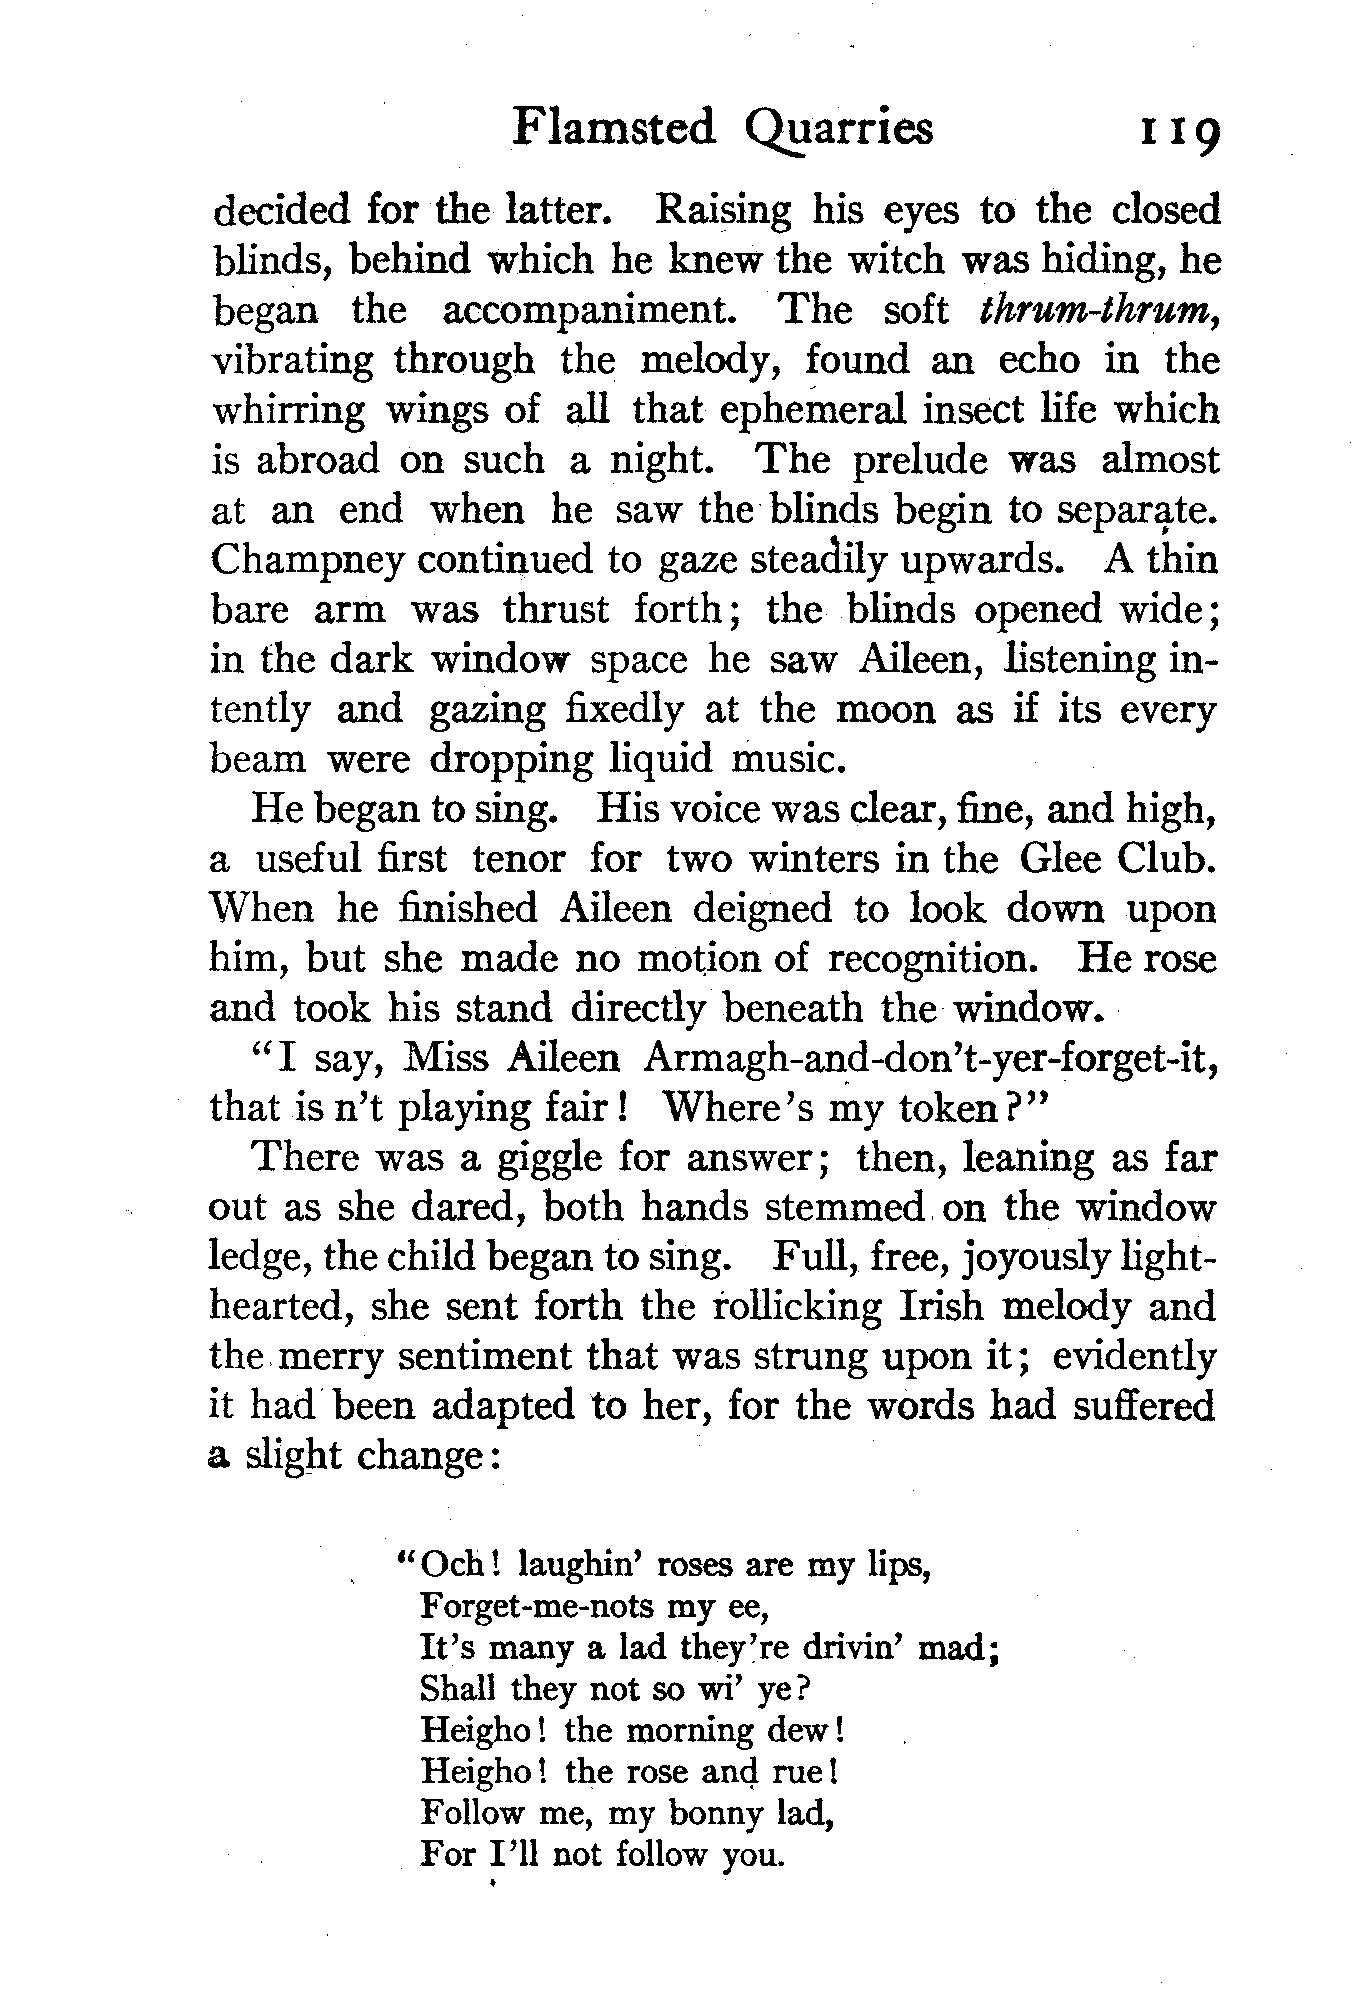 Flamsted Quarries 119
decided for the latter. Raising his eyes to the closed
blinds, behind which he knew the witch was hiding, he
began the accompaniment. The soft thrum-thrum,
vibrating through the melody, found an echo in the
whirring wings of all that ephemeral insect life which
is abroad on such a night. The prelude was almost
at an end when he saw the blinds begin to separate.
Champney continued to gaze steadily upwards. A thin
bare arm was thrust forth; the blinds opened wide;
in the dark window space he saw Aileen, listening in-
tently and gazing fixedly at the moon as if its every
beam were dropping liquid music.
He began to sing. His voice was clear, fine, and high,
a useful first tenor for two winters in the Glee Club.
When he finished Aileen deigned to look down upon
him, but she made no motion of recognition. He rose
and took his stand directly beneath the window.
"I say, Miss Aileen Armagh-and-don't-yer-forget-it,
that is n't playing fair! Where's my token?"
There was a giggle for answer; then, leaning as far
out as she dared, both hands stemmed on the window
ledge, the child began to sing. Full, free, joyously light-
hearted, she sent forth the rollicking Irish melody and
the merry sentiment that was strung upon it; evidently
it had been adapted to her, for the words had suffered
a slight change:
"Och! laughin' roses are my lips,
Forget-me-nots my ee,
It's many a lad they're drivin' mad;
Shall they not so wi' ye?
Heigho! the morning dew!
Heigho! the rose and rue!
Follow me, my bonny lad,
For I'll not follow you.